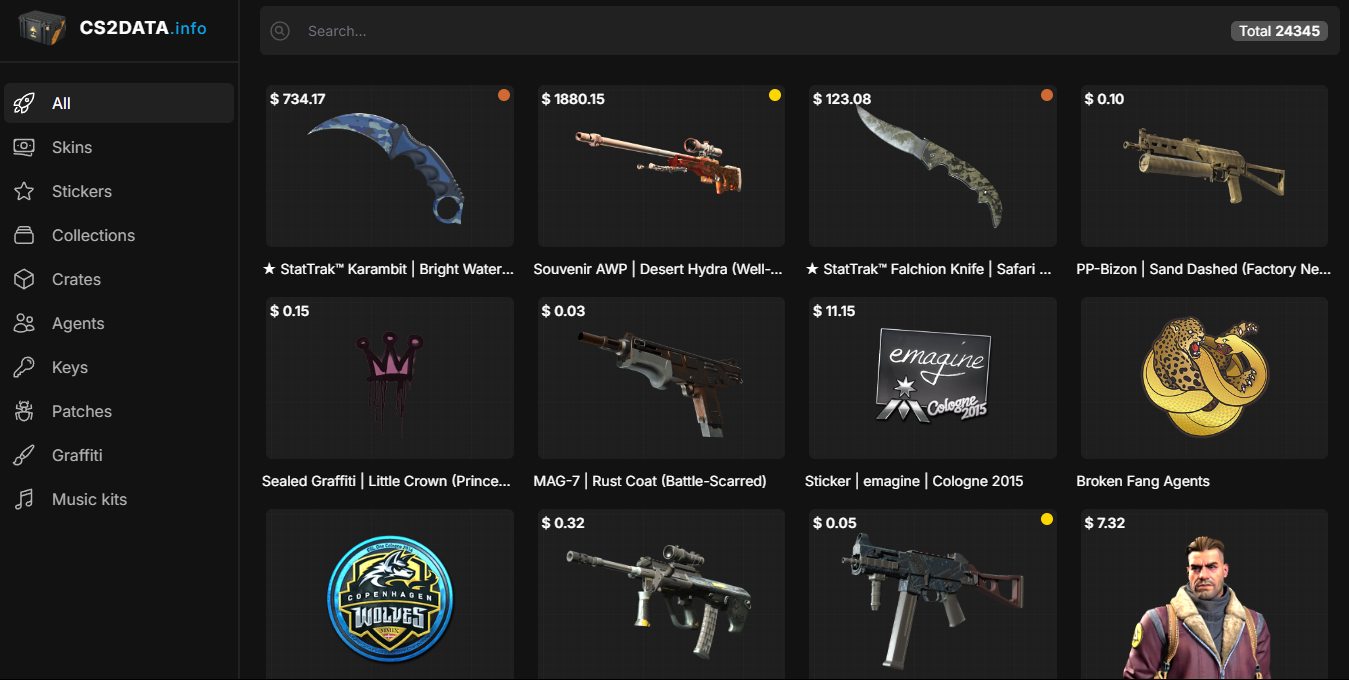 CS2DATA.info
Search...
Total 24345
All
Skins
Stickers
Collections
Crates
Agents
Keys
Patches
Graffiti
Music kits
$ 734.17
$ 1880.15
$ 123.08
$ 0.10
★ StatTrak™ Karambit | Bright Water...
Souvenir AWP | Desert Hydra (Well-...
★ StatTrak™ Falchion Knife | Safari ...
PP-Bizon | Sand Dashed (Factory Ne...
$ 0.15
$ 0.03
$ 11.15
emagine
Cologne
2015
Sealed Graffiti | Little Crown (Prince...
MAG-7 | Rust Coat (Battle-Scarred)
Sticker | emagine | Cologne 2015
Broken Fang Agents
COPENHAGEN
WOLVES
$ 0.32
$ 0.05
$ 7.32